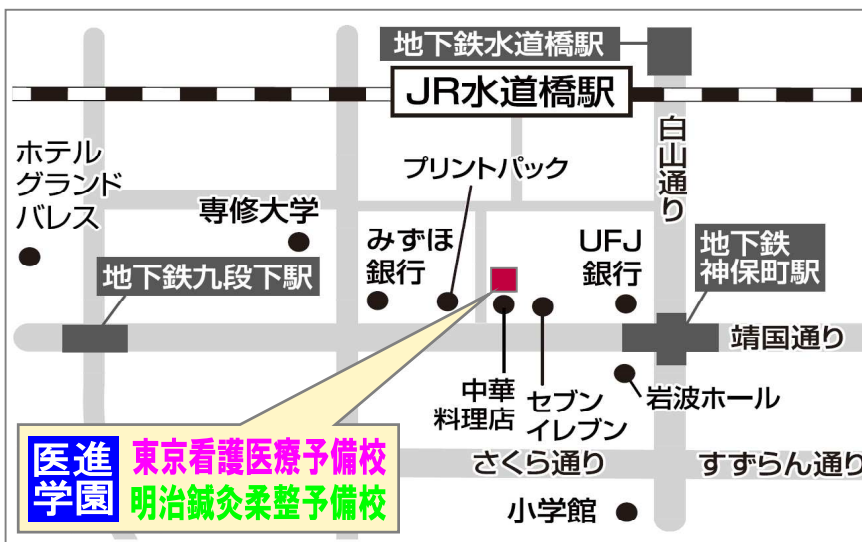 地下鉄水道橋駅
JR水道橋駅
白山通り
ホテル
グランド
バレス
プリントパック
専修大学
みずほ
銀行
UFJ
銀行
地下鉄
神保町駅
地下鉄九段下駅
靖国通り
中華
料理店
セブン
イレブン
岩波ホール
医進
学園
東京看護医療予備校
明治鍼灸柔整予備校
さくら通り
すずらん通り
小学館